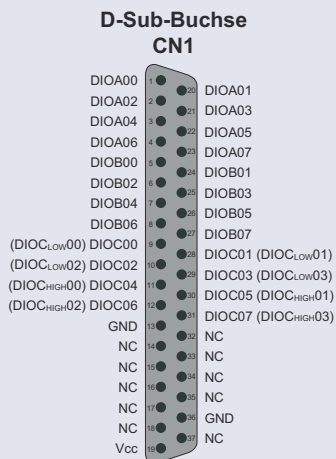 D-Sub-Buchse
CN1
DIOA00 1
20 DIOA01
DIOA02 2
21 DIOA03
DIOA04 3
22 DIOA05
DIOA06 4
23 DIOA07
DIOB00 5
24 DIOB01
DIOB02 6
25 DIOB03
DIOB04 7
26 DIOB05
DIOB06 8
27 DIOB07
(DIOCLOW00) DIOC00 9
28 DIOC01 (DIOCLOW01)
(DIOCLOW02) DIOC02 10
29 DIOC03 (DIOCLOW03)
(DIOCHIGH00) DIOC04 11
30 DIOC05 (DIOCHIGH01)
(DIOCHIGH02) DIOC06 12
31 DIOC07 (DIOCHIGH03)
GND 13
32 NC
NC 14
33 NC
NC 15
34 NC
NC 16
35 NC
NC 17
36 GND
NC 18
37 NC
Vcc 19